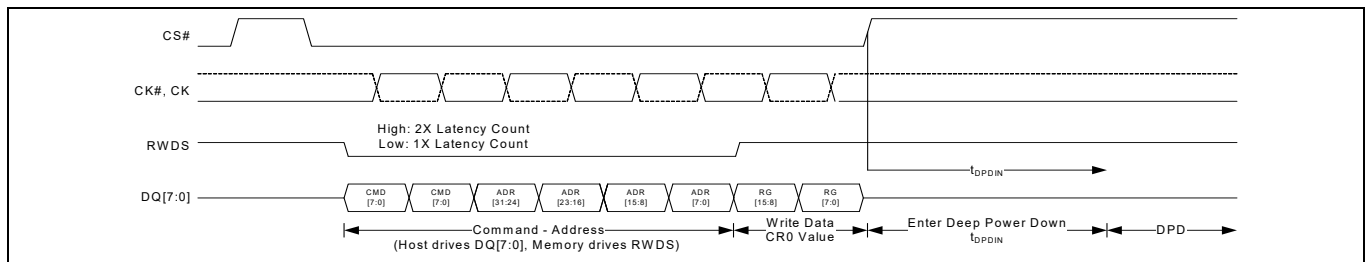 CS#
CK#, CK
High: 2X Latency Count
Low: 1X Latency Count
RWDS
tDPDIN
DQ[7:0]
CMD [7:0]
CMD [7:0]
ADR [31:24]
ADR [23:16]
ADR [15:8]
ADR [7:0]
RG [15:8]
RG [7:0]
Command - Address
(Host drives DQ[7:0], Memory drives RWDS)
Write Data
CR0 Value
Enter Deep Power Down
tDPDIN
DPD